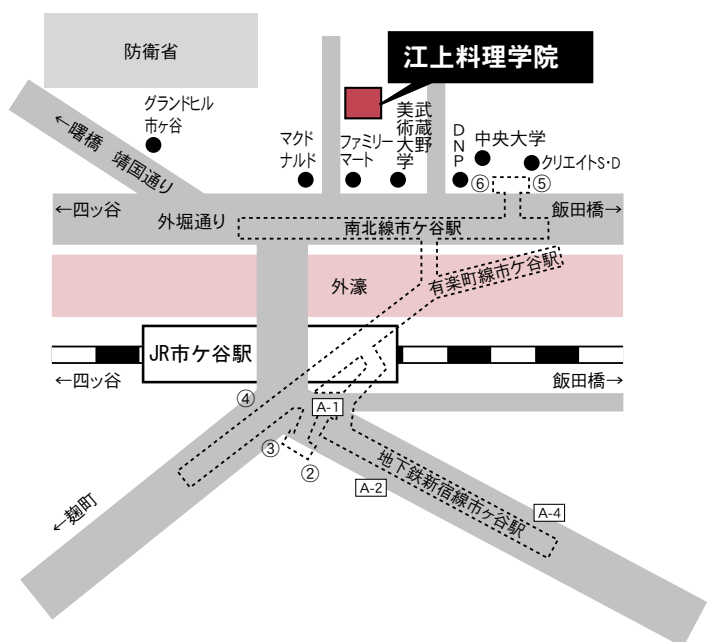 防衛省
江上料理学院
グランドヒル
市ヶ谷
←曙橋 靖国通り
マクド
ナルド
ファミリー
マート
武蔵野
美術大学
DNP
中央大学
クリエイトS・D
⑥
⑤
←四ッ谷
外堀通り
飯田橋→
南北線市ケ谷駅
有楽町線市ケ谷駅
外濠
JR市ケ谷駅
←四ッ谷
飯田橋→
④
A-1
③
②
地下鉄新宿線市ヶ谷駅
A-2
A-4
←麹町